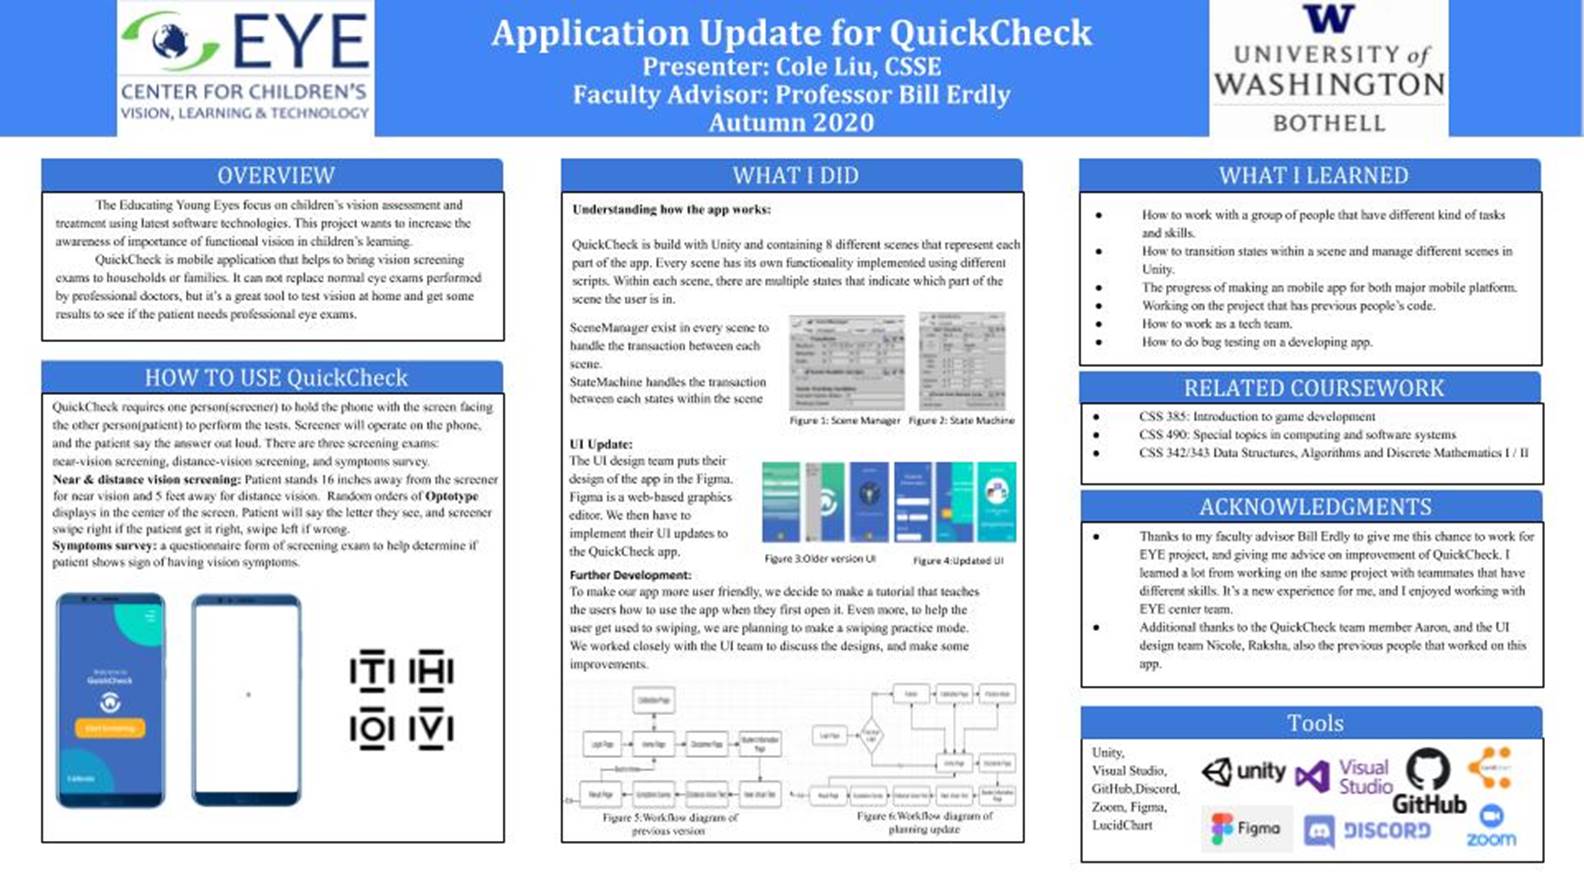 EYE
CENTER FOR CHILDREN'S
VISION, LEARNING & TECHNOLOGY
Application Update for QuickCheck
Presenter: Cole Liu, CSSE
Faculty Advisor: Professor Bill Erdly
Autumn 2020
W
UNIVERSITY of
WASHINGTON
BOTHELL
OVERVIEW
The Educating Young Eyes focus on children's vision assessment and
treatment using latest software technologies. This project wants to increase the
awareness of importance of functional vision in children's learning.
QuickCheck is mobile application that helps to bring vision screening
exams to households or families. It can not replace normal eye exams performed
by professional doctors, but it's a great tool to test vision at home and get some
results to see if the patient needs professional eye exams.
HOW TO USE QuickCheck
QuickCheck requires one person(screener) to hold the phone with the screen facing
the other person(patient) to perform the tests. Screener will operate on the phone,
and the patient say the answer out loud. There are three screening exams:
near-vision screening, distance-vision screening, and symptoms survey.
Near & distance vision screening: Patient stands 16 inches away from the screener
for near vision and 5 feet away for distance vision. Random orders of Optotype
displays in the center of the screen. Patient will say the letter they see, and screener
swipe right if the patient get it right, swipe left if wrong.
Symptoms survey: a questionnaire form of screening exam to help determine if
patient shows sign of having vision symptoms.
QuickCheck
T H
O V
WHAT I DID
Understanding how the app works:
QuickCheck is build with Unity and containing 8 different scenes that represent each
part of the app. Every scene has its own functionality implemented using different
scripts. Within each scene, there are multiple states that indicate which part of the
scene the user is in.
SceneManager exist in every scene to
handle the transaction between each
scene.
StateMachine handles the transaction
between each states within the scene
Figure 1: Scene Manager
Figure 2: State Machine
UI Update:
The UI design team puts their
design of the app in the Figma.
Figma is a web-based graphics
editor. We then have to
implement their UI updates to
the QuickCheck app.
Figure 3:Older version UI
Figure 4:Updated UI
Further Development:
To make our app more user friendly, we decide to make a tutorial that teaches
the users how to use the app when they first open it. Even more, to help the
user get used to swiping, we are planning to make a swiping practice mode.
We worked closely with the UI team to discuss the designs, and make some
improvements.
Figure 5:Workflow diagram of
previous version
Figure 6:Workflow diagram of
planning update
WHAT I LEARNED
● How to work with a group of people that have different kind of tasks
and skills.
● How to transition states within a scene and manage different scenes in
Unity.
● The progress of making an mobile app for both major mobile platform.
● Working on the project that has previous people's code.
● How to work as a tech team.
● How to do bug testing on a developing app.
RELATED COURSEWORK
● CSS 385: Introduction to game development
● CSS 490: Special topics in computing and software systems
● CSS 342/343 Data Structures, Algorithms and Discrete Mathematics I / II
ACKNOWLEDGMENTS
● Thanks to my faculty advisor Bill Erdly to give me this chance to work for
EYE project, and giving me advice on improvement of QuickCheck. I
learned a lot from working on the same project with teammates that have
different skills. It's a new experience for me, and I enjoyed working with
EYE center team.
● Additional thanks to the QuickCheck team member Aaron, and the UI
design team Nicole, Raksha, also the previous people that worked on this
app.
Tools
Unity,
Visual Studio,
GitHub,Discord,
Zoom, Figma,
LucidChart
unity
Visual
Studio
GitHub
Figma
DISCORD
zoom